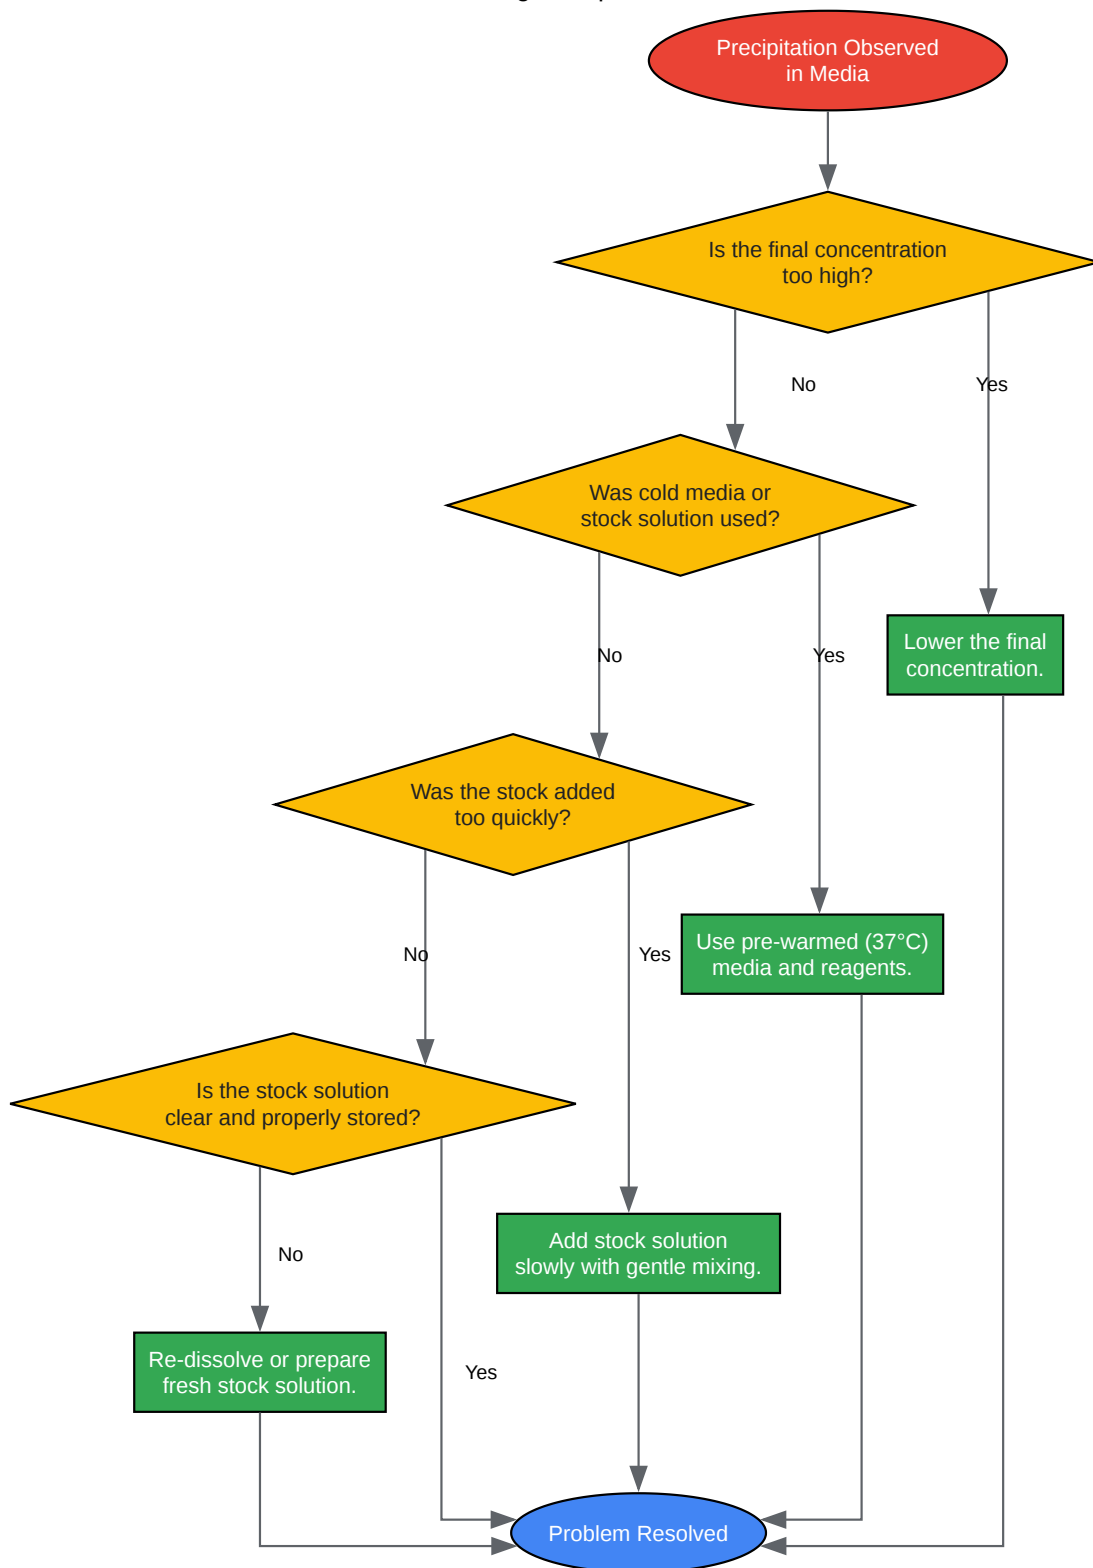 Precipitation Observed
in Media
Is the final concentration
too high?
No
Yes
Was cold media or
stock solution used?
Lower the final
concentration.
No
Yes
Was the stock added
too quickly?
Use pre-warmed (37°C)
media and reagents.
No
Yes
Is the stock solution
clear and properly stored?
Add stock solution
slowly with gentle mixing.
No
Re-dissolve or prepare
fresh stock solution.
Yes
Problem Resolved